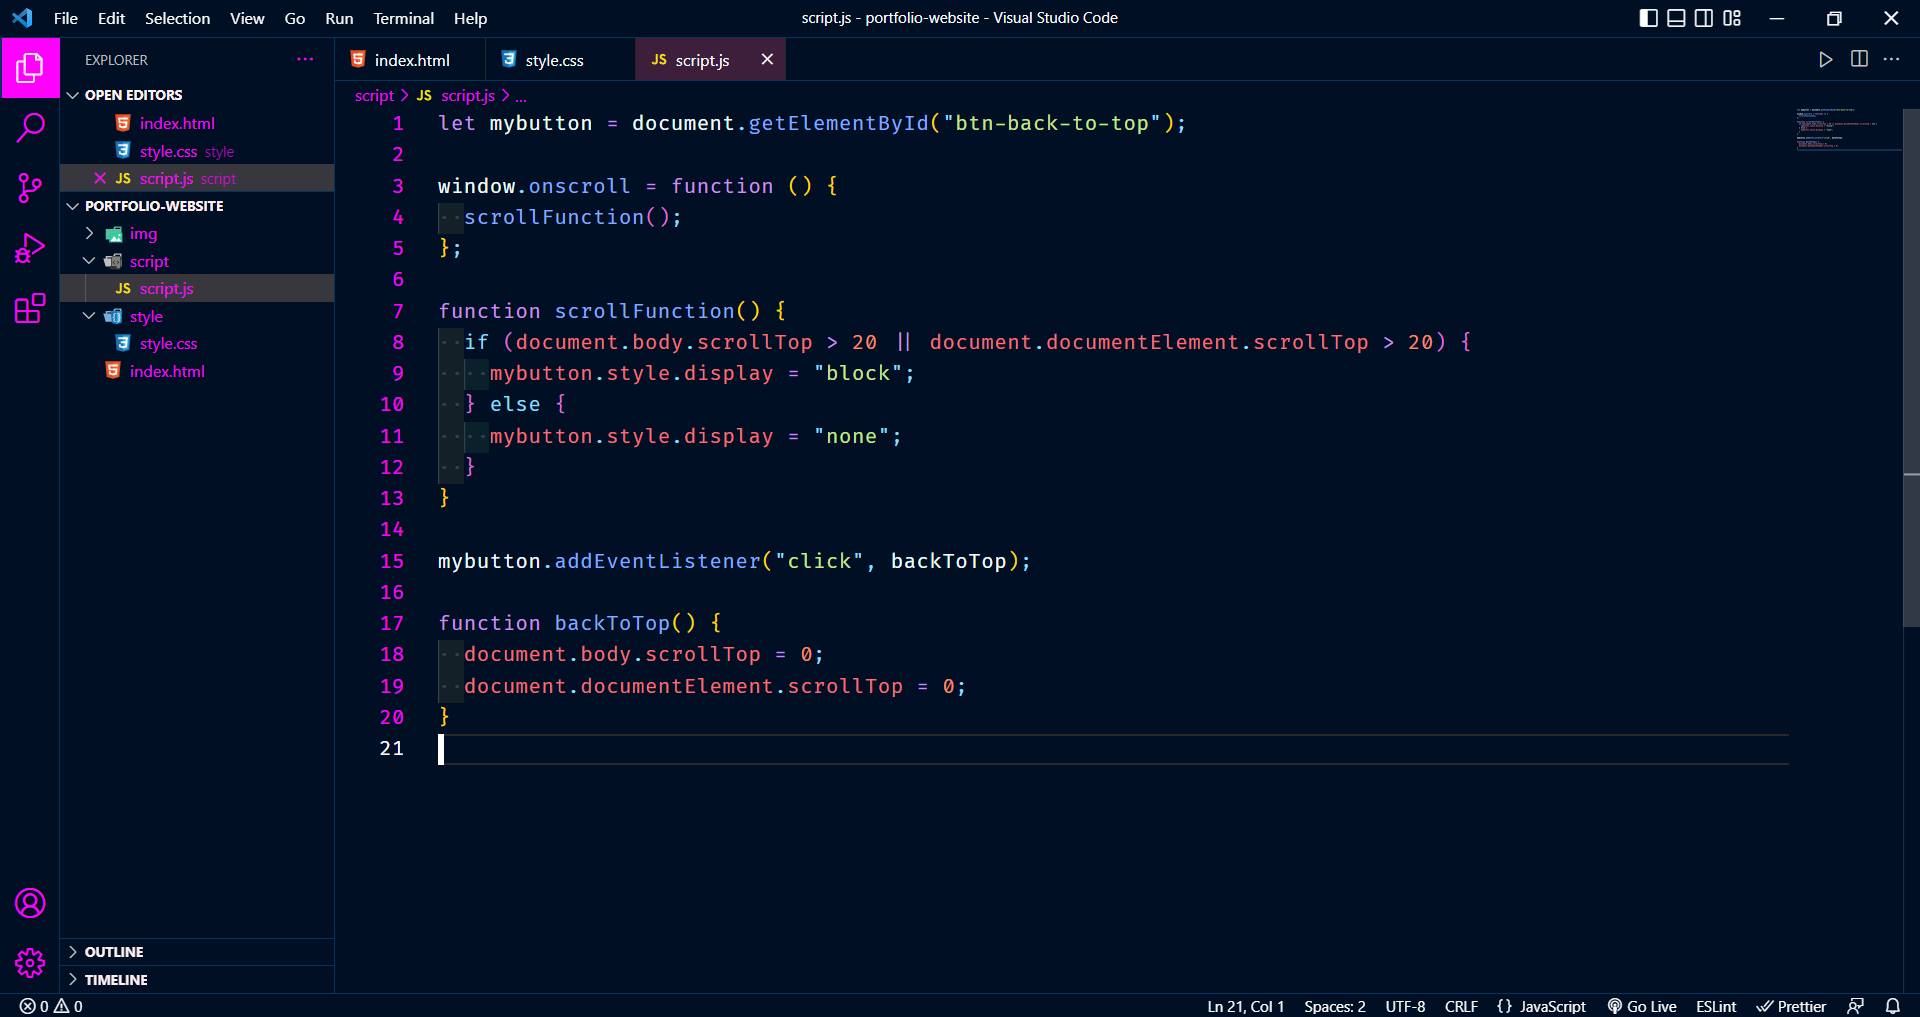 File Edit Selection View Go Run Terminal Help
script.js - portfolio-website - Visual Studio Code
EXPLORER
OPEN EDITORS
index.html
style.css style
JS script.js script
PORTFOLIO-WEBSITE
img
script
JS script.js
style
style.css
index.html
OUTLINE
TIMELINE
index.html style.css JS script.js
script > JS script.js > ...
1 let mybutton = document.getElementById("btn-back-to-top");
2
3 window.onscroll = function () {
4 scrollFunction();
5 };
6
7 function scrollFunction() {
8 if (document.body.scrollTop > 20 || document.documentElement.scrollTop > 20) {
9 mybutton.style.display = "block";
10 } else {
11 mybutton.style.display = "none";
12 }
13 }
14
15 mybutton.addEventListener("click", backToTop);
16
17 function backToTop() {
18 document.body.scrollTop = 0;
19 document.documentElement.scrollTop = 0;
20 }
21
0 0 Ln 21, Col 1 Spaces: 2 UTF-8 CRLF {} JavaScript Go Live ESLint Prettier